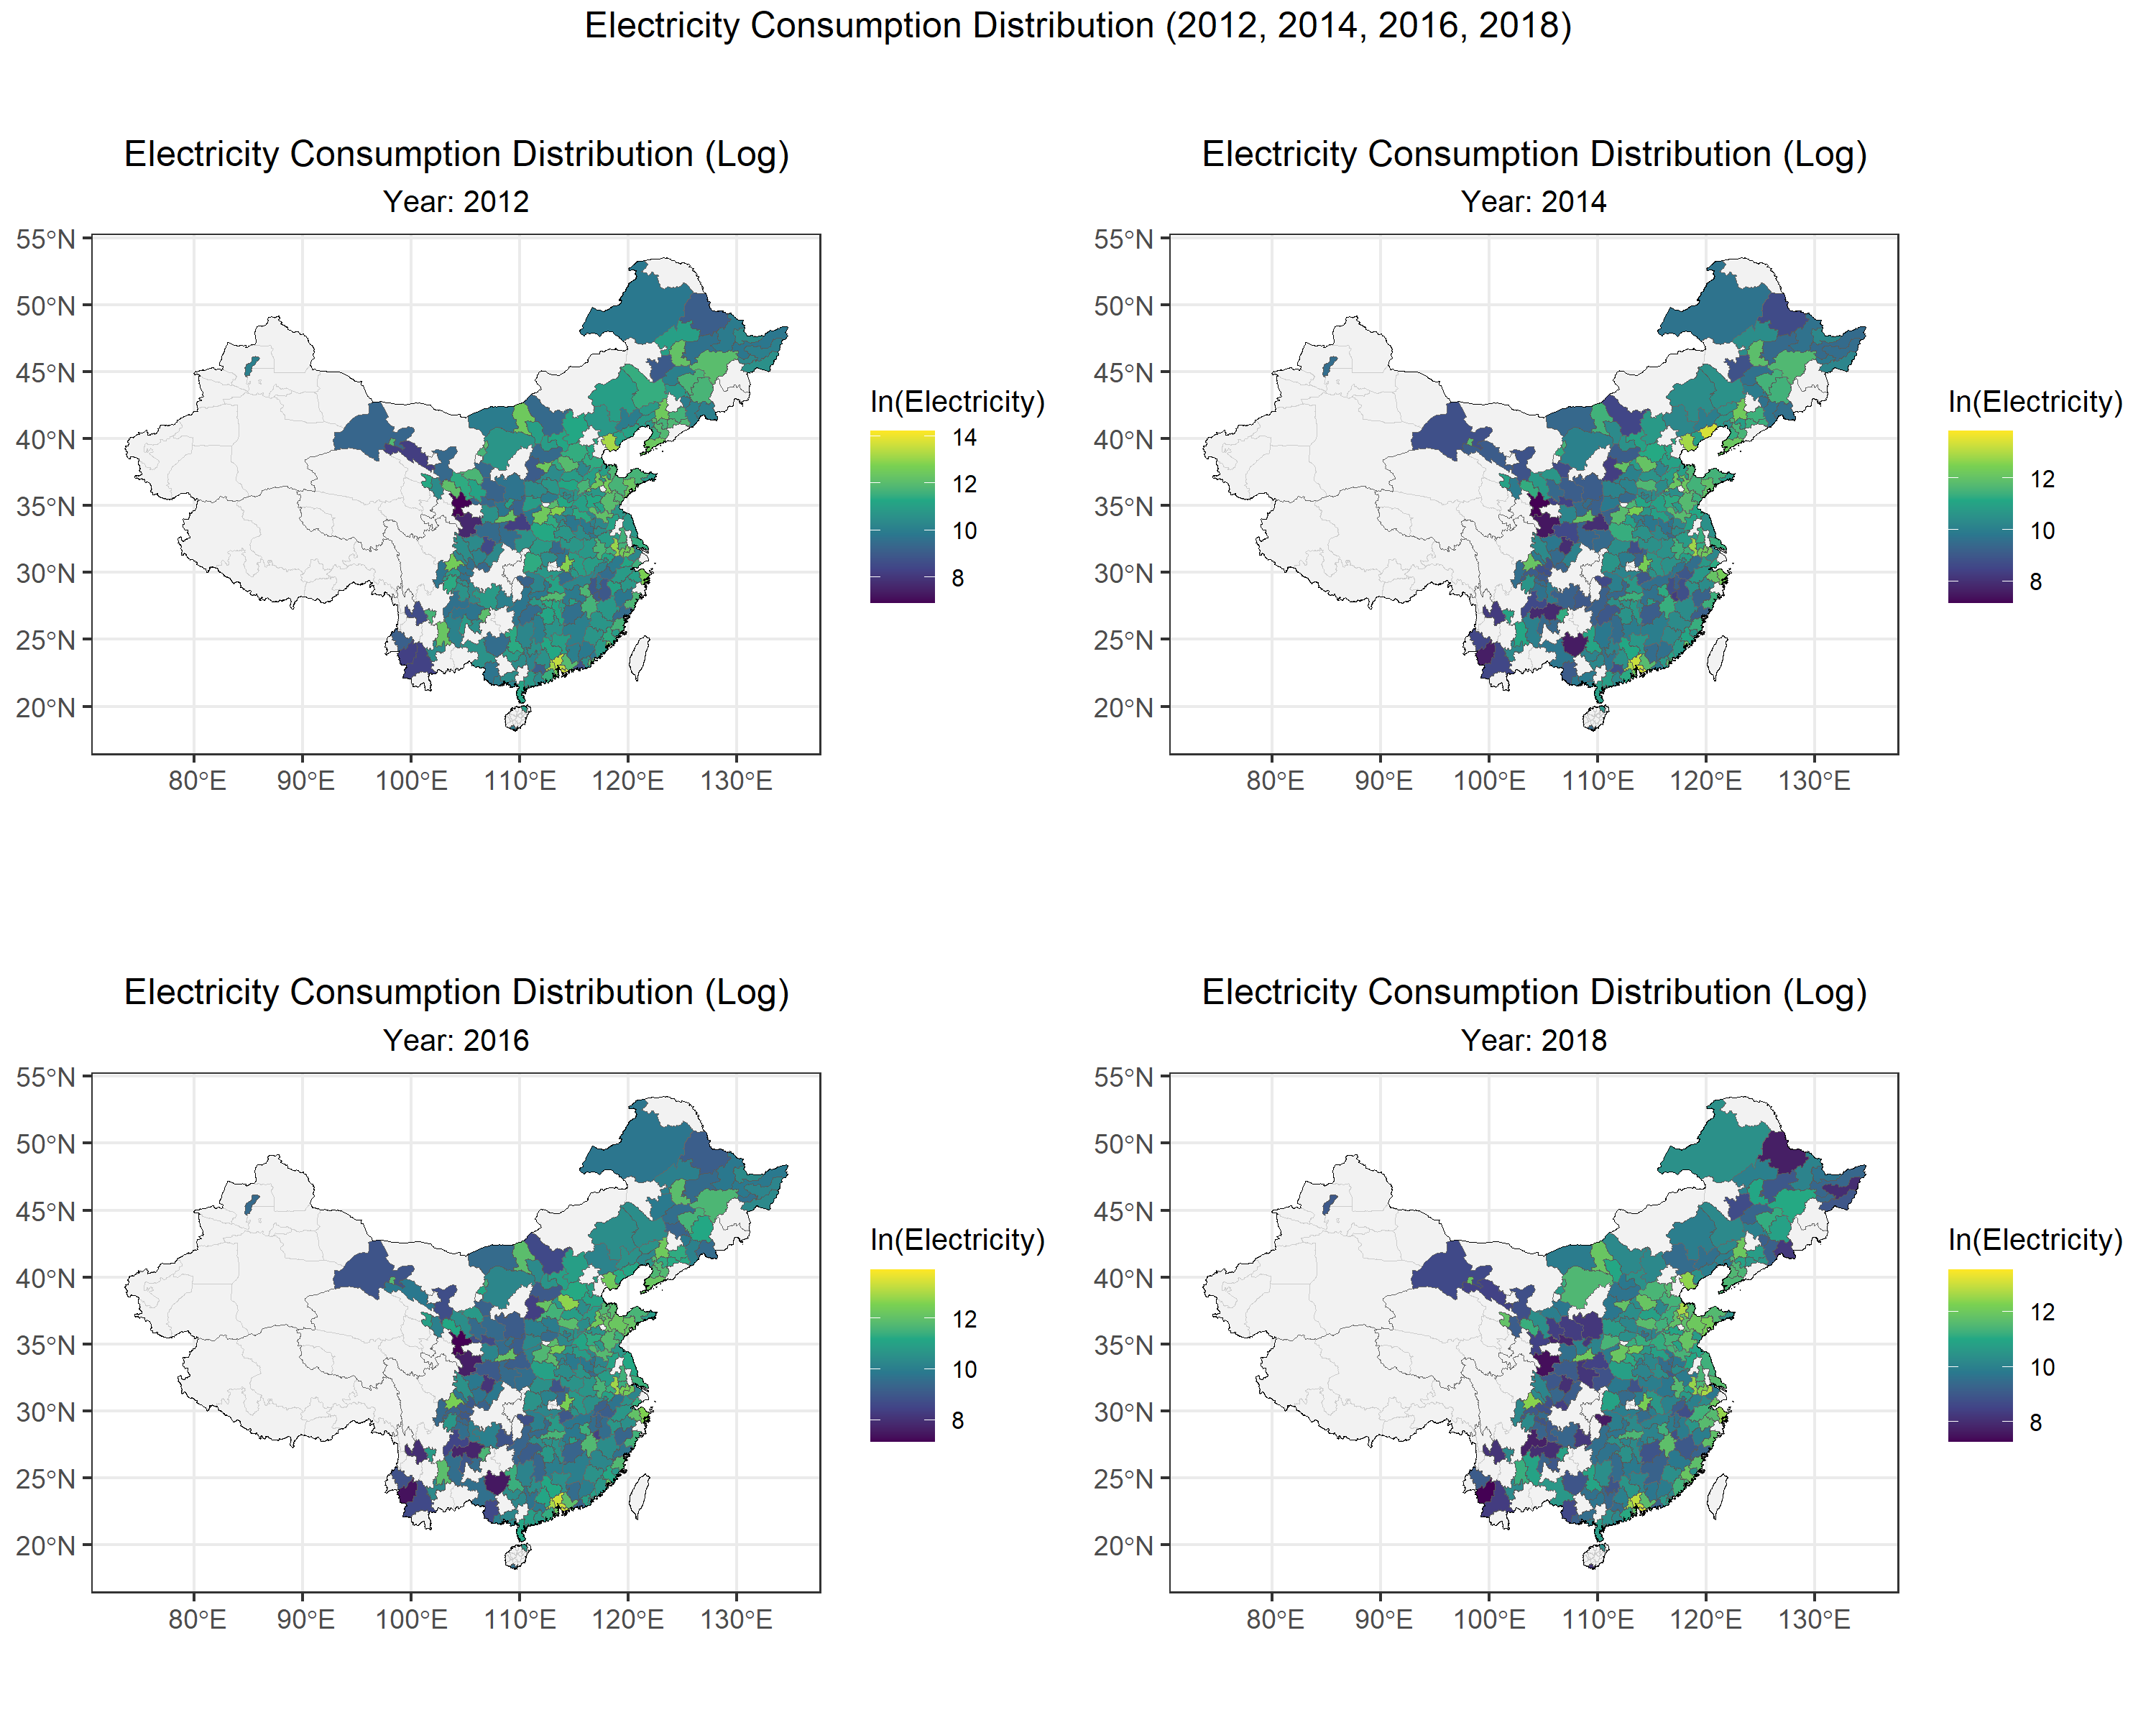 Electricity Consumption Distribution (2012, 2014, 2016, 2018)
Electricity Consumption Distribution (Log)
Year: 2012
55°N
50°N
45°N
40°N
35°N
30°N
25°N
20°N
80°E 90°E 100°E 110°E 120°E 130°E
ln(Electricity)
14
12
10
8
Electricity Consumption Distribution (Log)
Year: 2014
55°N
50°N
45°N
40°N
35°N
30°N
25°N
20°N
80°E 90°E 100°E 110°E 120°E 130°E
ln(Electricity)
12
10
8
Electricity Consumption Distribution (Log)
Year: 2016
55°N
50°N
45°N
40°N
35°N
30°N
25°N
20°N
80°E 90°E 100°E 110°E 120°E 130°E
ln(Electricity)
12
10
8
Electricity Consumption Distribution (Log)
Year: 2018
55°N
50°N
45°N
40°N
35°N
30°N
25°N
20°N
80°E 90°E 100°E 110°E 120°E 130°E
ln(Electricity)
12
10
8